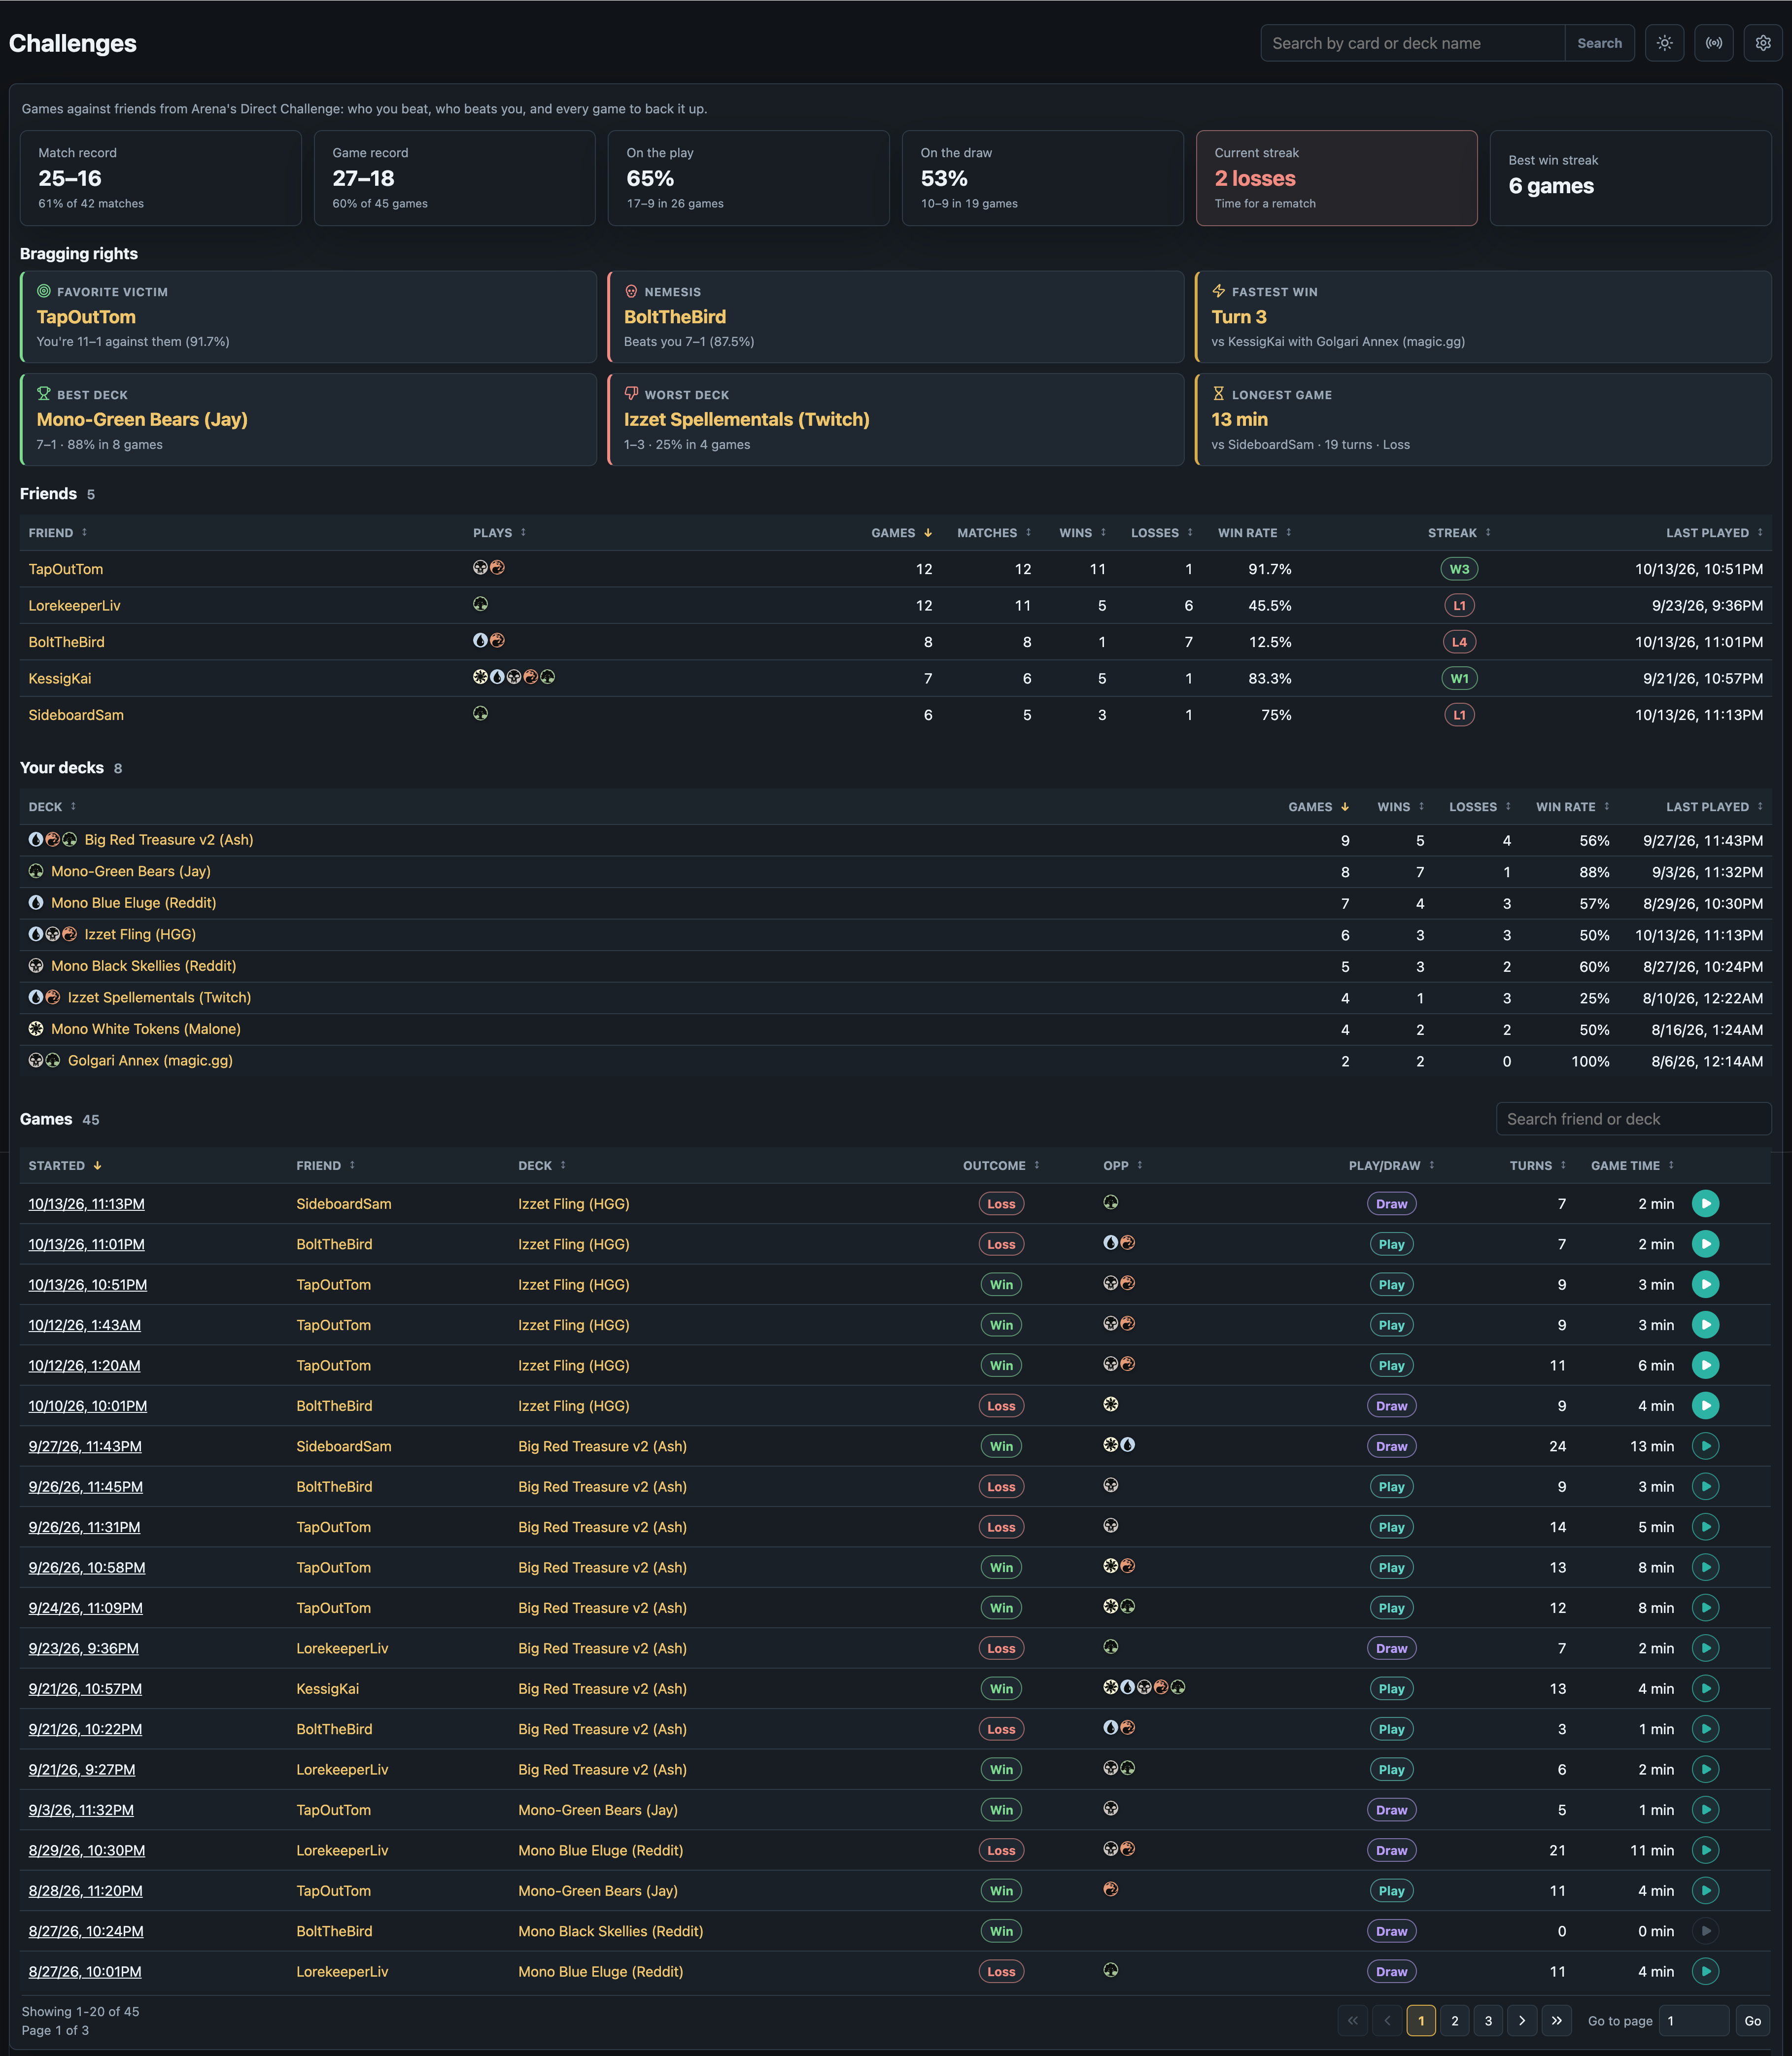 Challenges
Search by card or deck name
Search
Games against friends from Arena's Direct Challenge: who you beat, who beats you, and every game to back it up.
Match record
25–16
61% of 42 matches
Game record
27–18
60% of 45 games
On the play
65%
17–9 in 26 games
On the draw
53%
10–9 in 19 games
Current streak
2 losses
Time for a rematch
Best win streak
6 games
Bragging rights
FAVORITE VICTIM
TapOutTom
You're 11–1 against them (91.7%)
NEMESIS
BoltTheBird
Beats you 7–1 (87.5%)
FASTEST WIN
Turn 3
vs KessigKai with Golgari Annex (magic.gg)
BEST DECK
Mono-Green Bears (Jay)
7–1 · 88% in 8 games
WORST DECK
Izzet Spellementals (Twitch)
1–3 · 25% in 4 games
LONGEST GAME
13 min
vs SideboardSam · 19 turns · Loss
Friends 5
FRIEND PLAYS GAMES MATCHES WINS LOSSES WIN RATE STREAK LAST PLAYED
TapOutTom 12 12 11 1 91.7% W3 10/13/26, 10:51PM
LorekeeperLiv 12 11 5 6 45.5% L1 9/23/26, 9:36PM
BoltTheBird 8 8 1 7 12.5% L4 10/13/26, 11:01PM
KessigKai 7 6 5 1 83.3% W1 9/21/26, 10:57PM
SideboardSam 6 5 3 1 75% L1 10/13/26, 11:13PM
Your decks 8
DECK GAMES WINS LOSSES WIN RATE LAST PLAYED
Big Red Treasure v2 (Ash) 9 5 4 56% 9/27/26, 11:43PM
Mono-Green Bears (Jay) 8 7 1 88% 9/3/26, 11:32PM
Mono Blue Eluge (Reddit) 7 4 3 57% 8/29/26, 10:30PM
Izzet Fling (HGG) 6 3 3 50% 10/13/26, 11:13PM
Mono Black Skellies (Reddit) 5 3 2 60% 8/27/26, 10:24PM
Izzet Spellementals (Twitch) 4 1 3 25% 8/10/26, 12:22AM
Mono White Tokens (Malone) 4 2 2 50% 8/16/26, 1:24AM
Golgari Annex (magic.gg) 2 2 0 100% 8/6/26, 12:14AM
Games 45
Search friend or deck
STARTED FRIEND DECK OUTCOME OPP PLAY/DRAW TURNS GAME TIME
10/13/26, 11:13PM SideboardSam Izzet Fling (HGG) Loss Draw 7 2 min
10/13/26, 11:01PM BoltTheBird Izzet Fling (HGG) Loss Play 7 2 min
10/13/26, 10:51PM TapOutTom Izzet Fling (HGG) Win Play 9 3 min
10/12/26, 1:43AM TapOutTom Izzet Fling (HGG) Win Play 9 3 min
10/12/26, 1:20AM TapOutTom Izzet Fling (HGG) Win Play 11 6 min
10/10/26, 10:01PM BoltTheBird Izzet Fling (HGG) Loss Draw 9 4 min
9/27/26, 11:43PM SideboardSam Big Red Treasure v2 (Ash) Win Draw 24 13 min
9/26/26, 11:45PM BoltTheBird Big Red Treasure v2 (Ash) Loss Play 9 3 min
9/26/26, 11:31PM TapOutTom Big Red Treasure v2 (Ash) Loss Play 14 5 min
9/26/26, 10:58PM TapOutTom Big Red Treasure v2 (Ash) Win Play 13 8 min
9/24/26, 11:09PM TapOutTom Big Red Treasure v2 (Ash) Win Play 12 8 min
9/23/26, 9:36PM LorekeeperLiv Big Red Treasure v2 (Ash) Loss Draw 7 2 min
9/21/26, 10:57PM KessigKai Big Red Treasure v2 (Ash) Win Play 13 4 min
9/21/26, 10:22PM BoltTheBird Big Red Treasure v2 (Ash) Loss Play 3 1 min
9/21/26, 9:27PM LorekeeperLiv Big Red Treasure v2 (Ash) Win Play 6 2 min
9/3/26, 11:32PM TapOutTom Mono-Green Bears (Jay) Win Draw 5 1 min
8/29/26, 10:30PM LorekeeperLiv Mono Blue Eluge (Reddit) Loss Draw 21 11 min
8/28/26, 11:20PM TapOutTom Mono-Green Bears (Jay) Win Play 11 4 min
8/27/26, 10:24PM BoltTheBird Mono Black Skellies (Reddit) Win Draw 0 0 min
8/27/26, 10:01PM LorekeeperLiv Mono Blue Eluge (Reddit) Loss Draw 11 4 min
Showing 1-20 of 45
Page 1 of 3
« ‹ 1 2 3 › » Go to page 1 Go